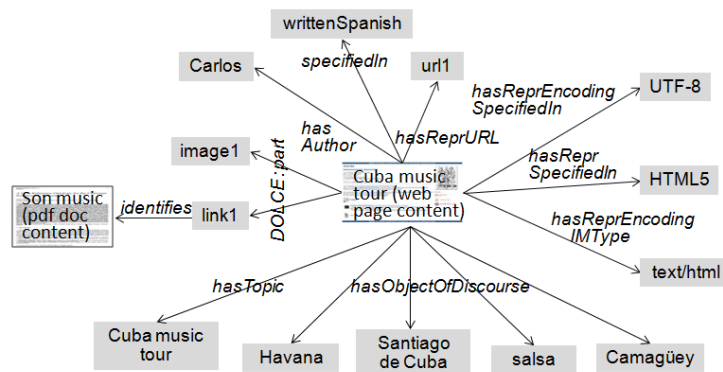 writtenSpanish
specifiedIn
Carlos
url1
hasReprEncoding
SpecifiedIn
UTF-8
has
Author
hasReprURL
image1
DOLCE:part
Cuba music
tour (web
page content)
hasRepr
SpecifiedIn
HTML5
Son music
(pdf doc
content)
identifies
link1
hasReprEncoding
IMType
text/html
hasTopic
hasObjectOfDiscourse
Cuba music
tour
Havana
Santiago
de Cuba
salsa
Camagüey